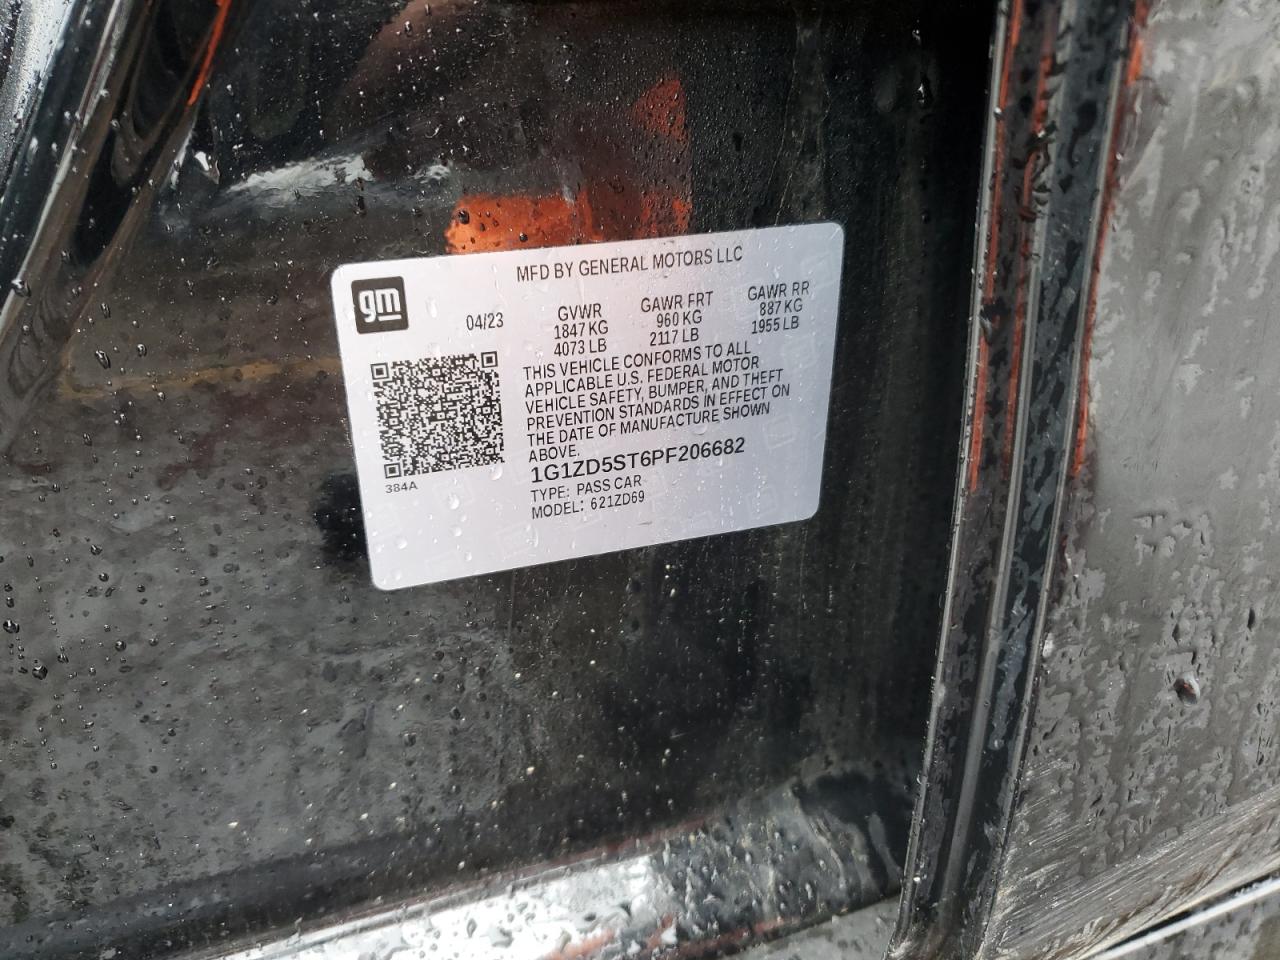 MFD BY GENERAL MOTORS LLC
gm
04/23 GVWR GAWR FRT GAWR RR
1847 KG 960 KG 887 KG
4073 LB 2117 LB 1955 LB
THIS VEHICLE CONFORMS TO ALL
APPLICABLE U.S. FEDERAL MOTOR
VEHICLE SAFETY, BUMPER, AND THEFT
PREVENTION STANDARDS IN EFFECT ON
THE DATE OF MANUFACTURE SHOWN
ABOVE.
1G1ZD5ST6PF206682
384A
TYPE: PASS CAR
MODEL: 621ZD69